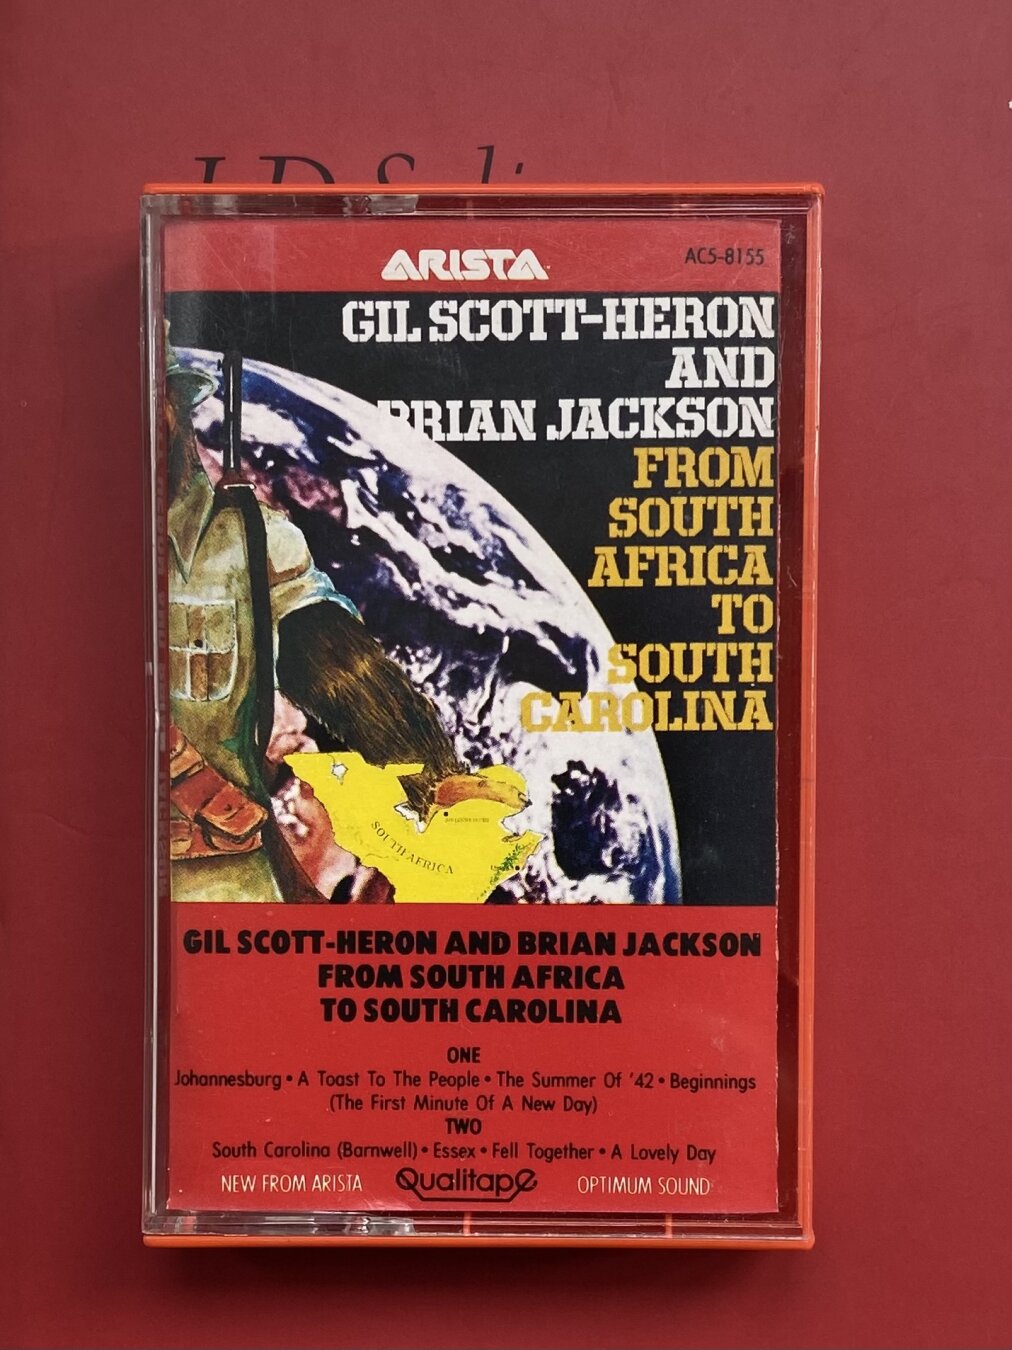 ARISTA
AC5-8155
GIL SCOTT-HERON
AND
BRIAN JACKSON
FROM
SOUTH
AFRICA
TO
SOUTH
CAROLINA
SOUTH AFRICA
GIL SCOTT-HERON AND BRIAN JACKSON
FROM SOUTH AFRICA
TO SOUTH CAROLINA
ONE
Johannesburg • A Toast To The People • The Summer Of '42 • Beginnings
(The First Minute Of A New Day)
TWO
South Carolina (Barnwell) • Essex • Fell Together • A Lovely Day
NEW FROM ARISTA Qualitape OPTIMUM SOUND